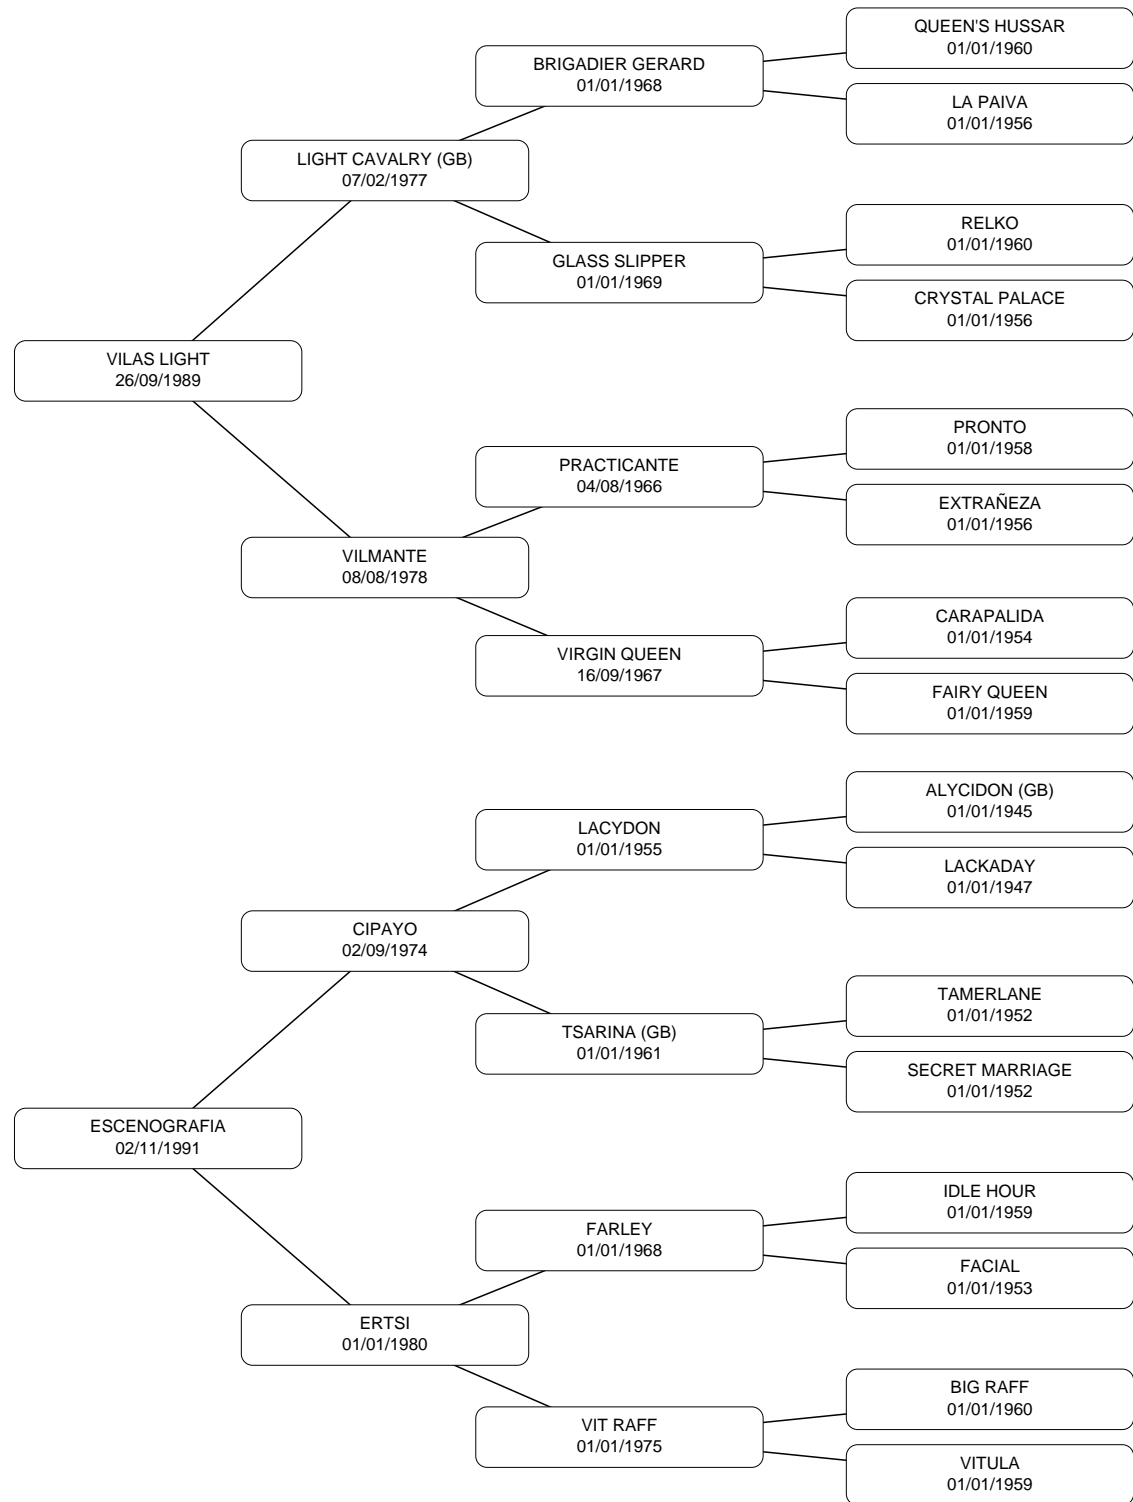 QUEEN'S HUSSAR
01/01/1960
BRIGADIER GERARD
01/01/1968
LA PAIVA
01/01/1956
LIGHT CAVALRY (GB)
07/02/1977
RELKO
01/01/1960
GLASS SLIPPER
01/01/1969
CRYSTAL PALACE
01/01/1956
VILAS LIGHT
26/09/1989
PRONTO
01/01/1958
PRACTICANTE
04/08/1966
EXTRAÑEZA
01/01/1956
VILMANTE
08/08/1978
CARAPALIDA
01/01/1954
VIRGIN QUEEN
16/09/1967
FAIRY QUEEN
01/01/1959
ALYCIDON (GB)
01/01/1945
LACYDON
01/01/1955
LACKADAY
01/01/1947
CIPAYO
02/09/1974
TAMERLANE
01/01/1952
TSARINA (GB)
01/01/1961
SECRET MARRIAGE
01/01/1952
ESCENOGRAFIA
02/11/1991
IDLE HOUR
01/01/1959
FARLEY
01/01/1968
FACIAL
01/01/1953
ERTSI
01/01/1980
BIG RAFF
01/01/1960
VIT RAFF
01/01/1975
VITULA
01/01/1959